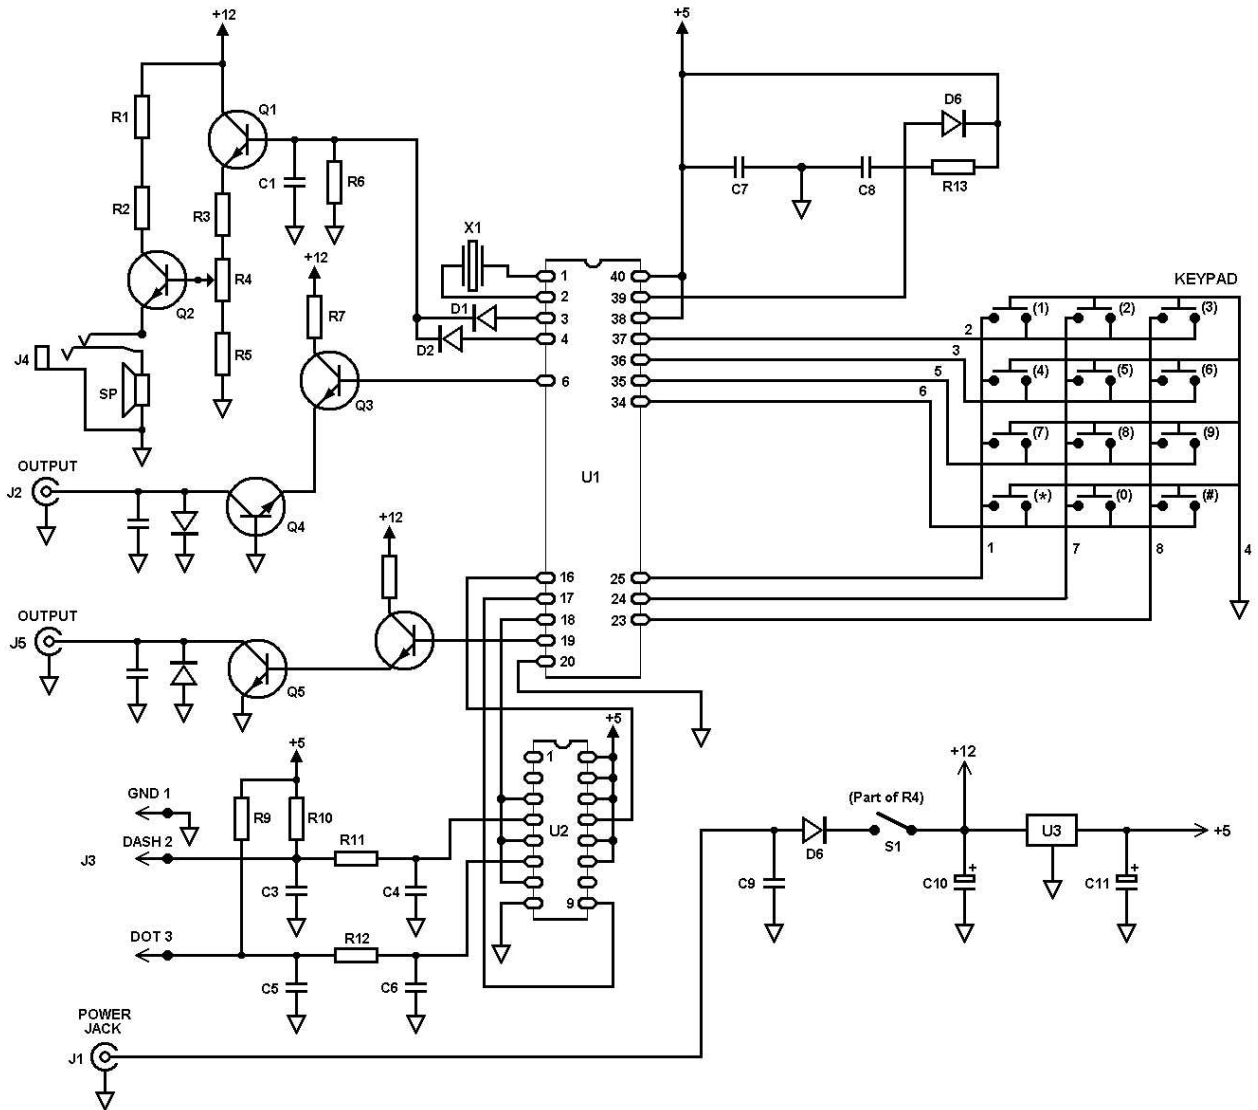 +12
+5
R1
Q1
D6
C1
R6
C7
C8
R13
R2
R3
X1
+12
R4
Q2
R7
D1
D2
R5
J4
SP
Q3
1
2
3
4
6
40
39
38
37
36
35
34
U1
KEYPAD
(1)
(2)
(3)
2
3
5
6
(4)
(5)
(6)
(7)
(8)
(9)
(*)
(0)
(#)
1
7
8
4
OUTPUT
J2
Q4
+12
16
17
18
19
20
25
24
23
OUTPUT
J5
Q5
+5
1
U2
9
+5
GND 1
R9
R10
DASH 2
J3
R11
C3
C4
DOT 3
R12
C5
C6
+12
(Part of R4)
D6
S1
U3
+5
C9
C10
+
C11
+
POWER
JACK
J1